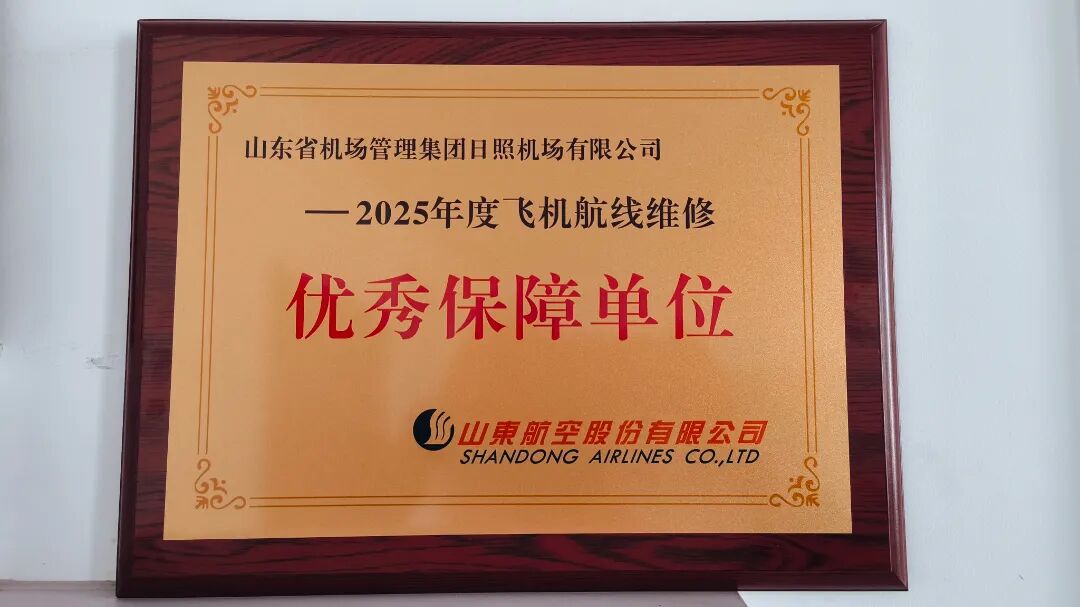 山东省机场管理集团日照机场有限公司
—2025年度飞机航线维修
优秀保障单位
山東航空股份有限公司
SHANDONG AIRLINES CO.,LTD